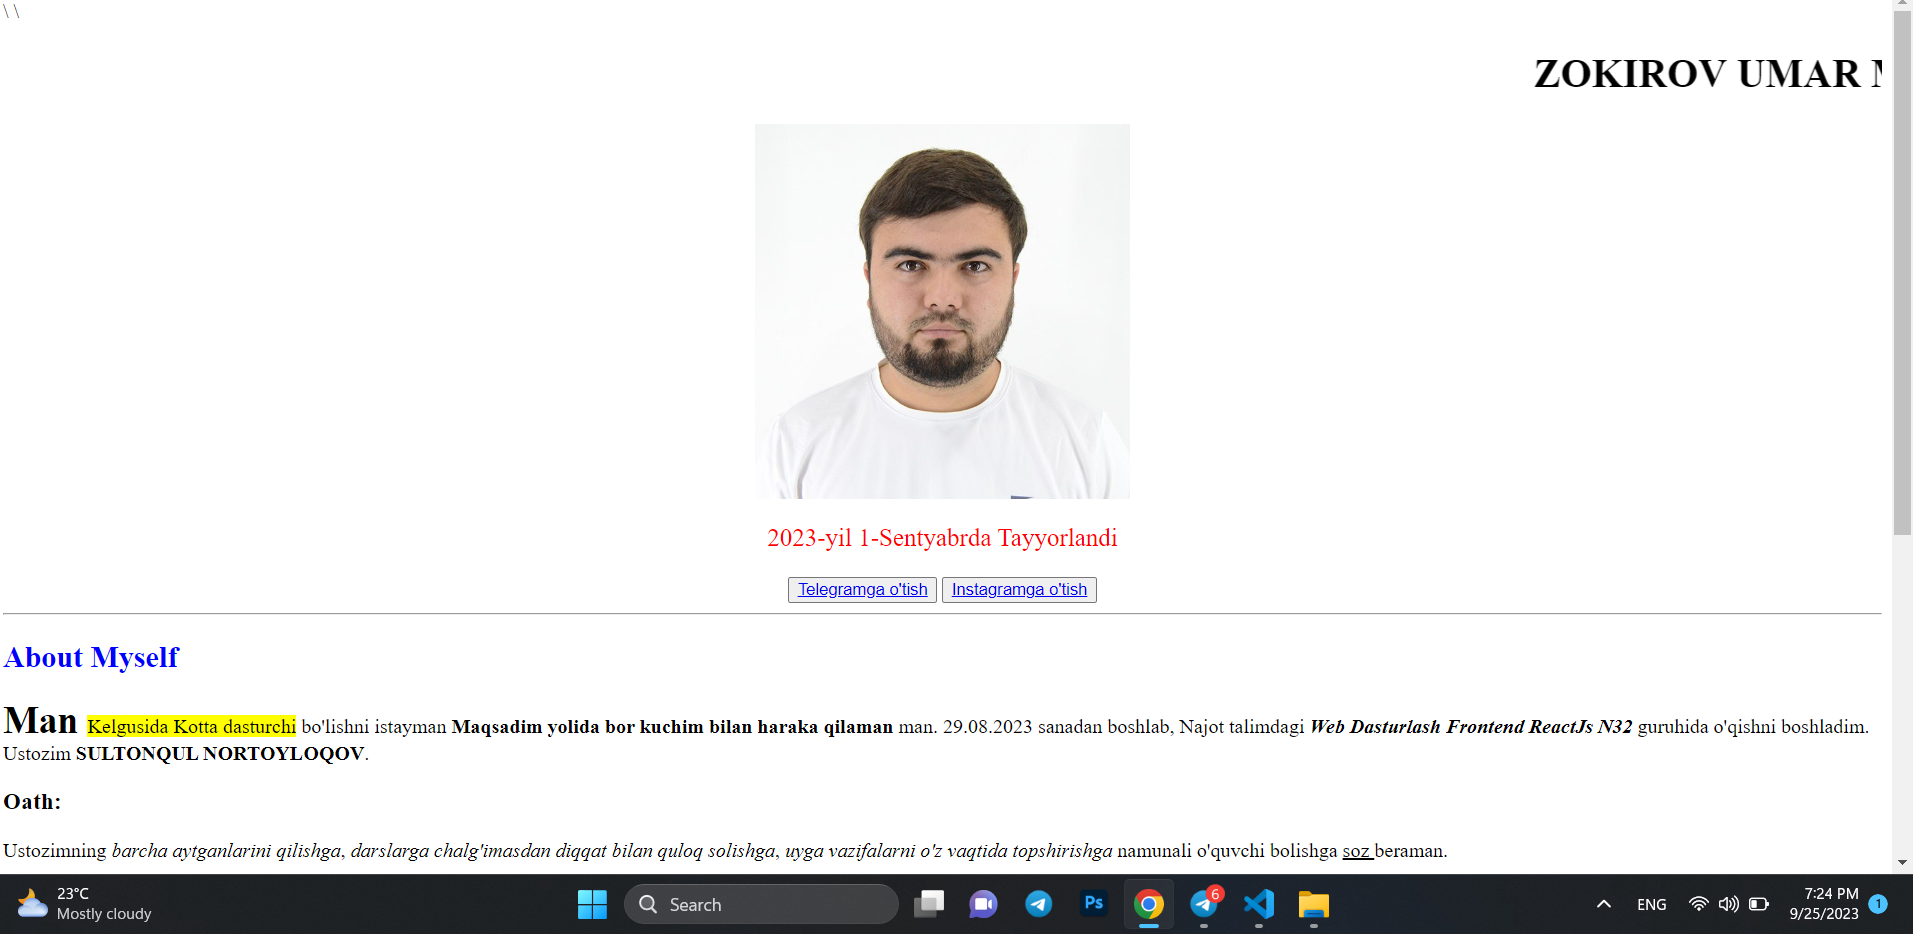 \ \
ZOKIROV UMAR
2023-yil 1-Sentyabrda Tayyorlandi
Telegramga o'tish Instagramga o'tish
About Myself
Man Kelgusida Kotta dasturchi bo'lishni istayman Maqsadim yolida bor kuchim bilan haraka qilaman man. 29.08.2023 sanadan boshlab, Najot talimdagi Web Dasturlash Frontend ReactJs N32 guruhida o'qishni boshladim.
Ustozim SULTONQUL NORTOYLOQOV.
Oath:
Ustozimning barcha aytganlarini qilishga, darslarga chalg'imasdan diqqat bilan quloq solishga, uyga vazifalarni o'z vaqtida topshirishga namunali o'quvchi bolishga soz beraman.
23°C
Mostly cloudy
Search
Ps
6
ENG
7:24 PM
9/25/2023
1